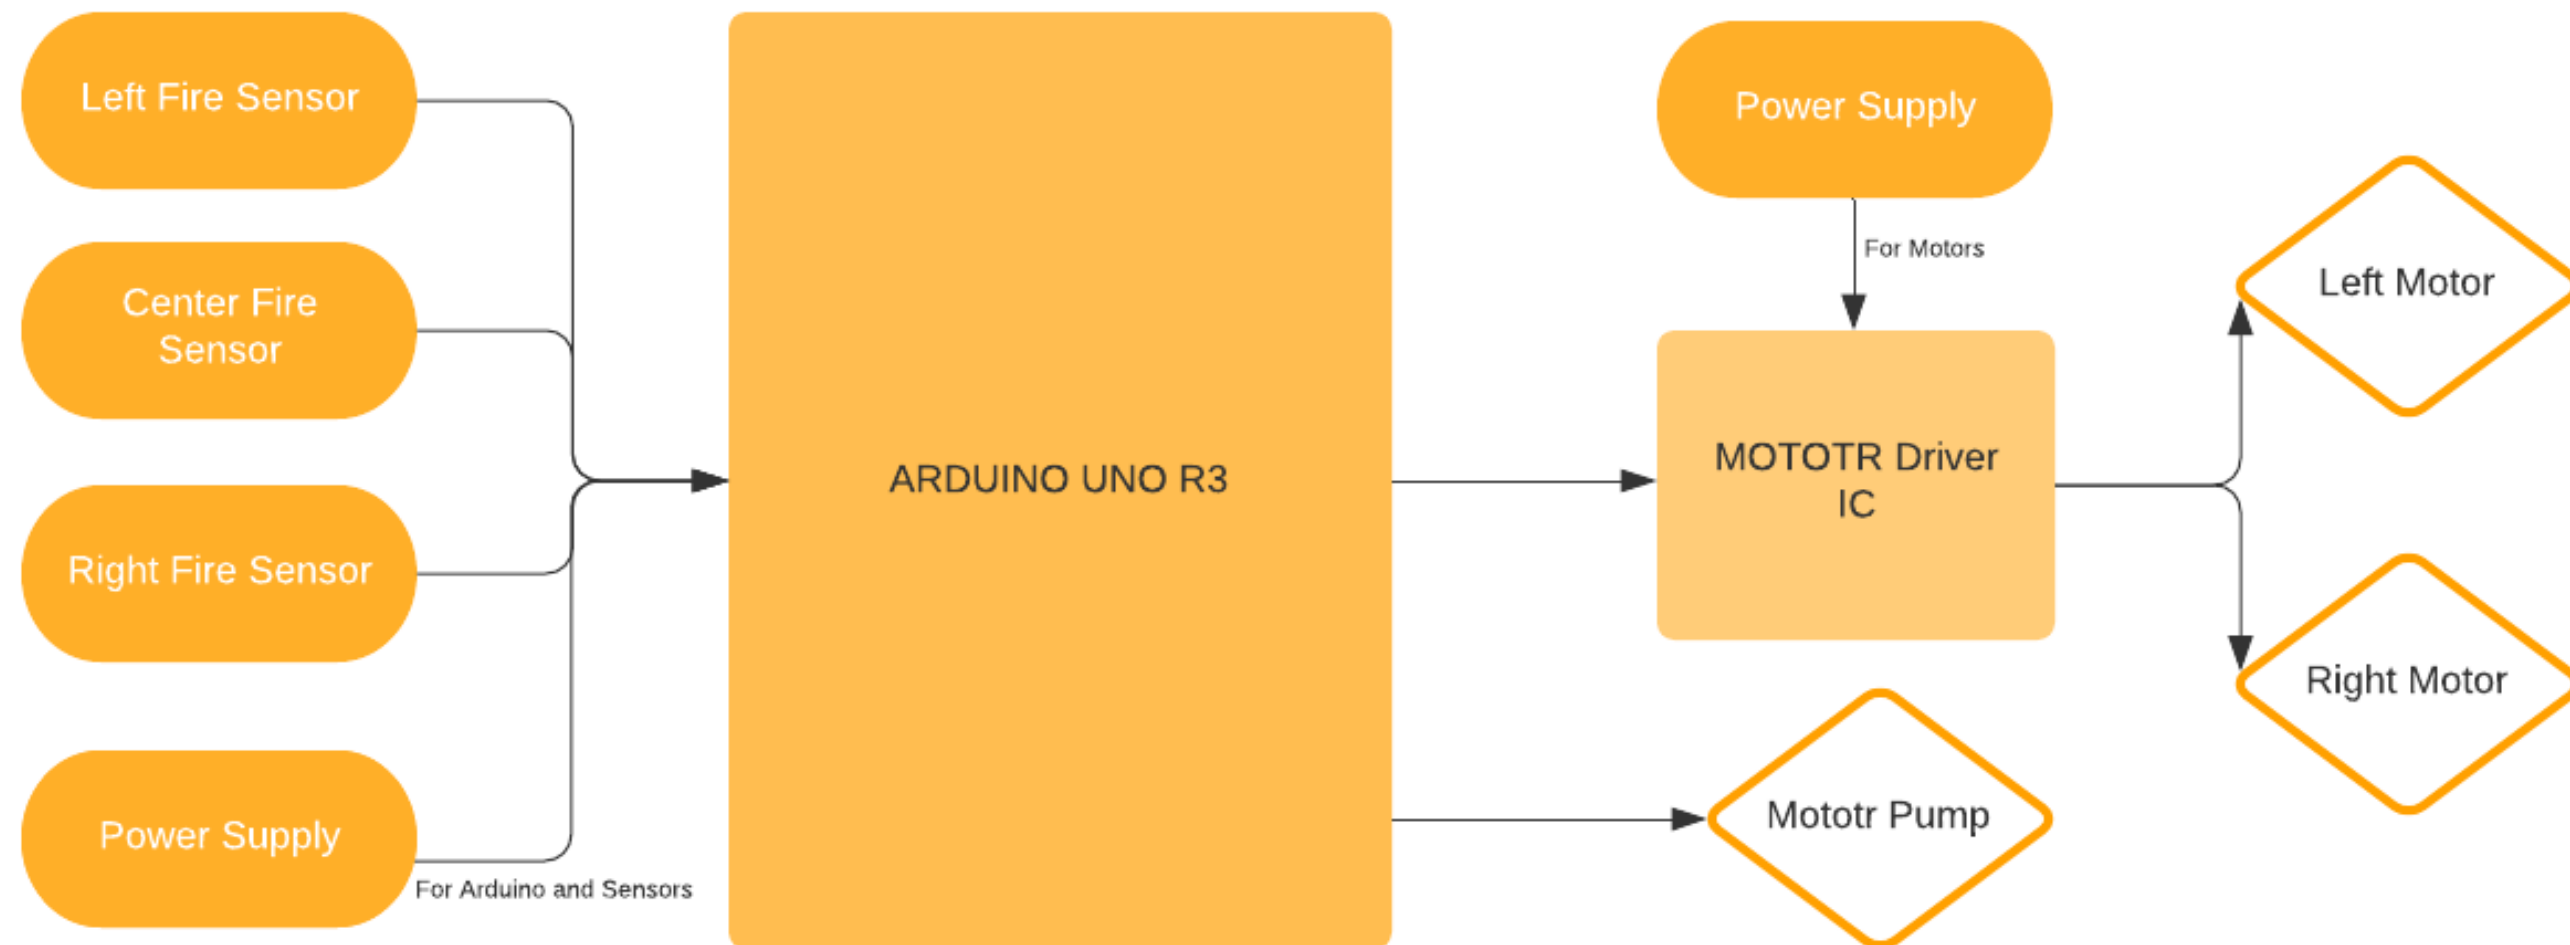 Left Fire Sensor
Center Fire
Sensor
Right Fire Sensor
Power Supply
For Arduino and Sensors
ARDUINO UNO R3
Power Supply
For Motors
MOTOTR Driver
IC
Mototr Pump
Left Motor
Right Motor